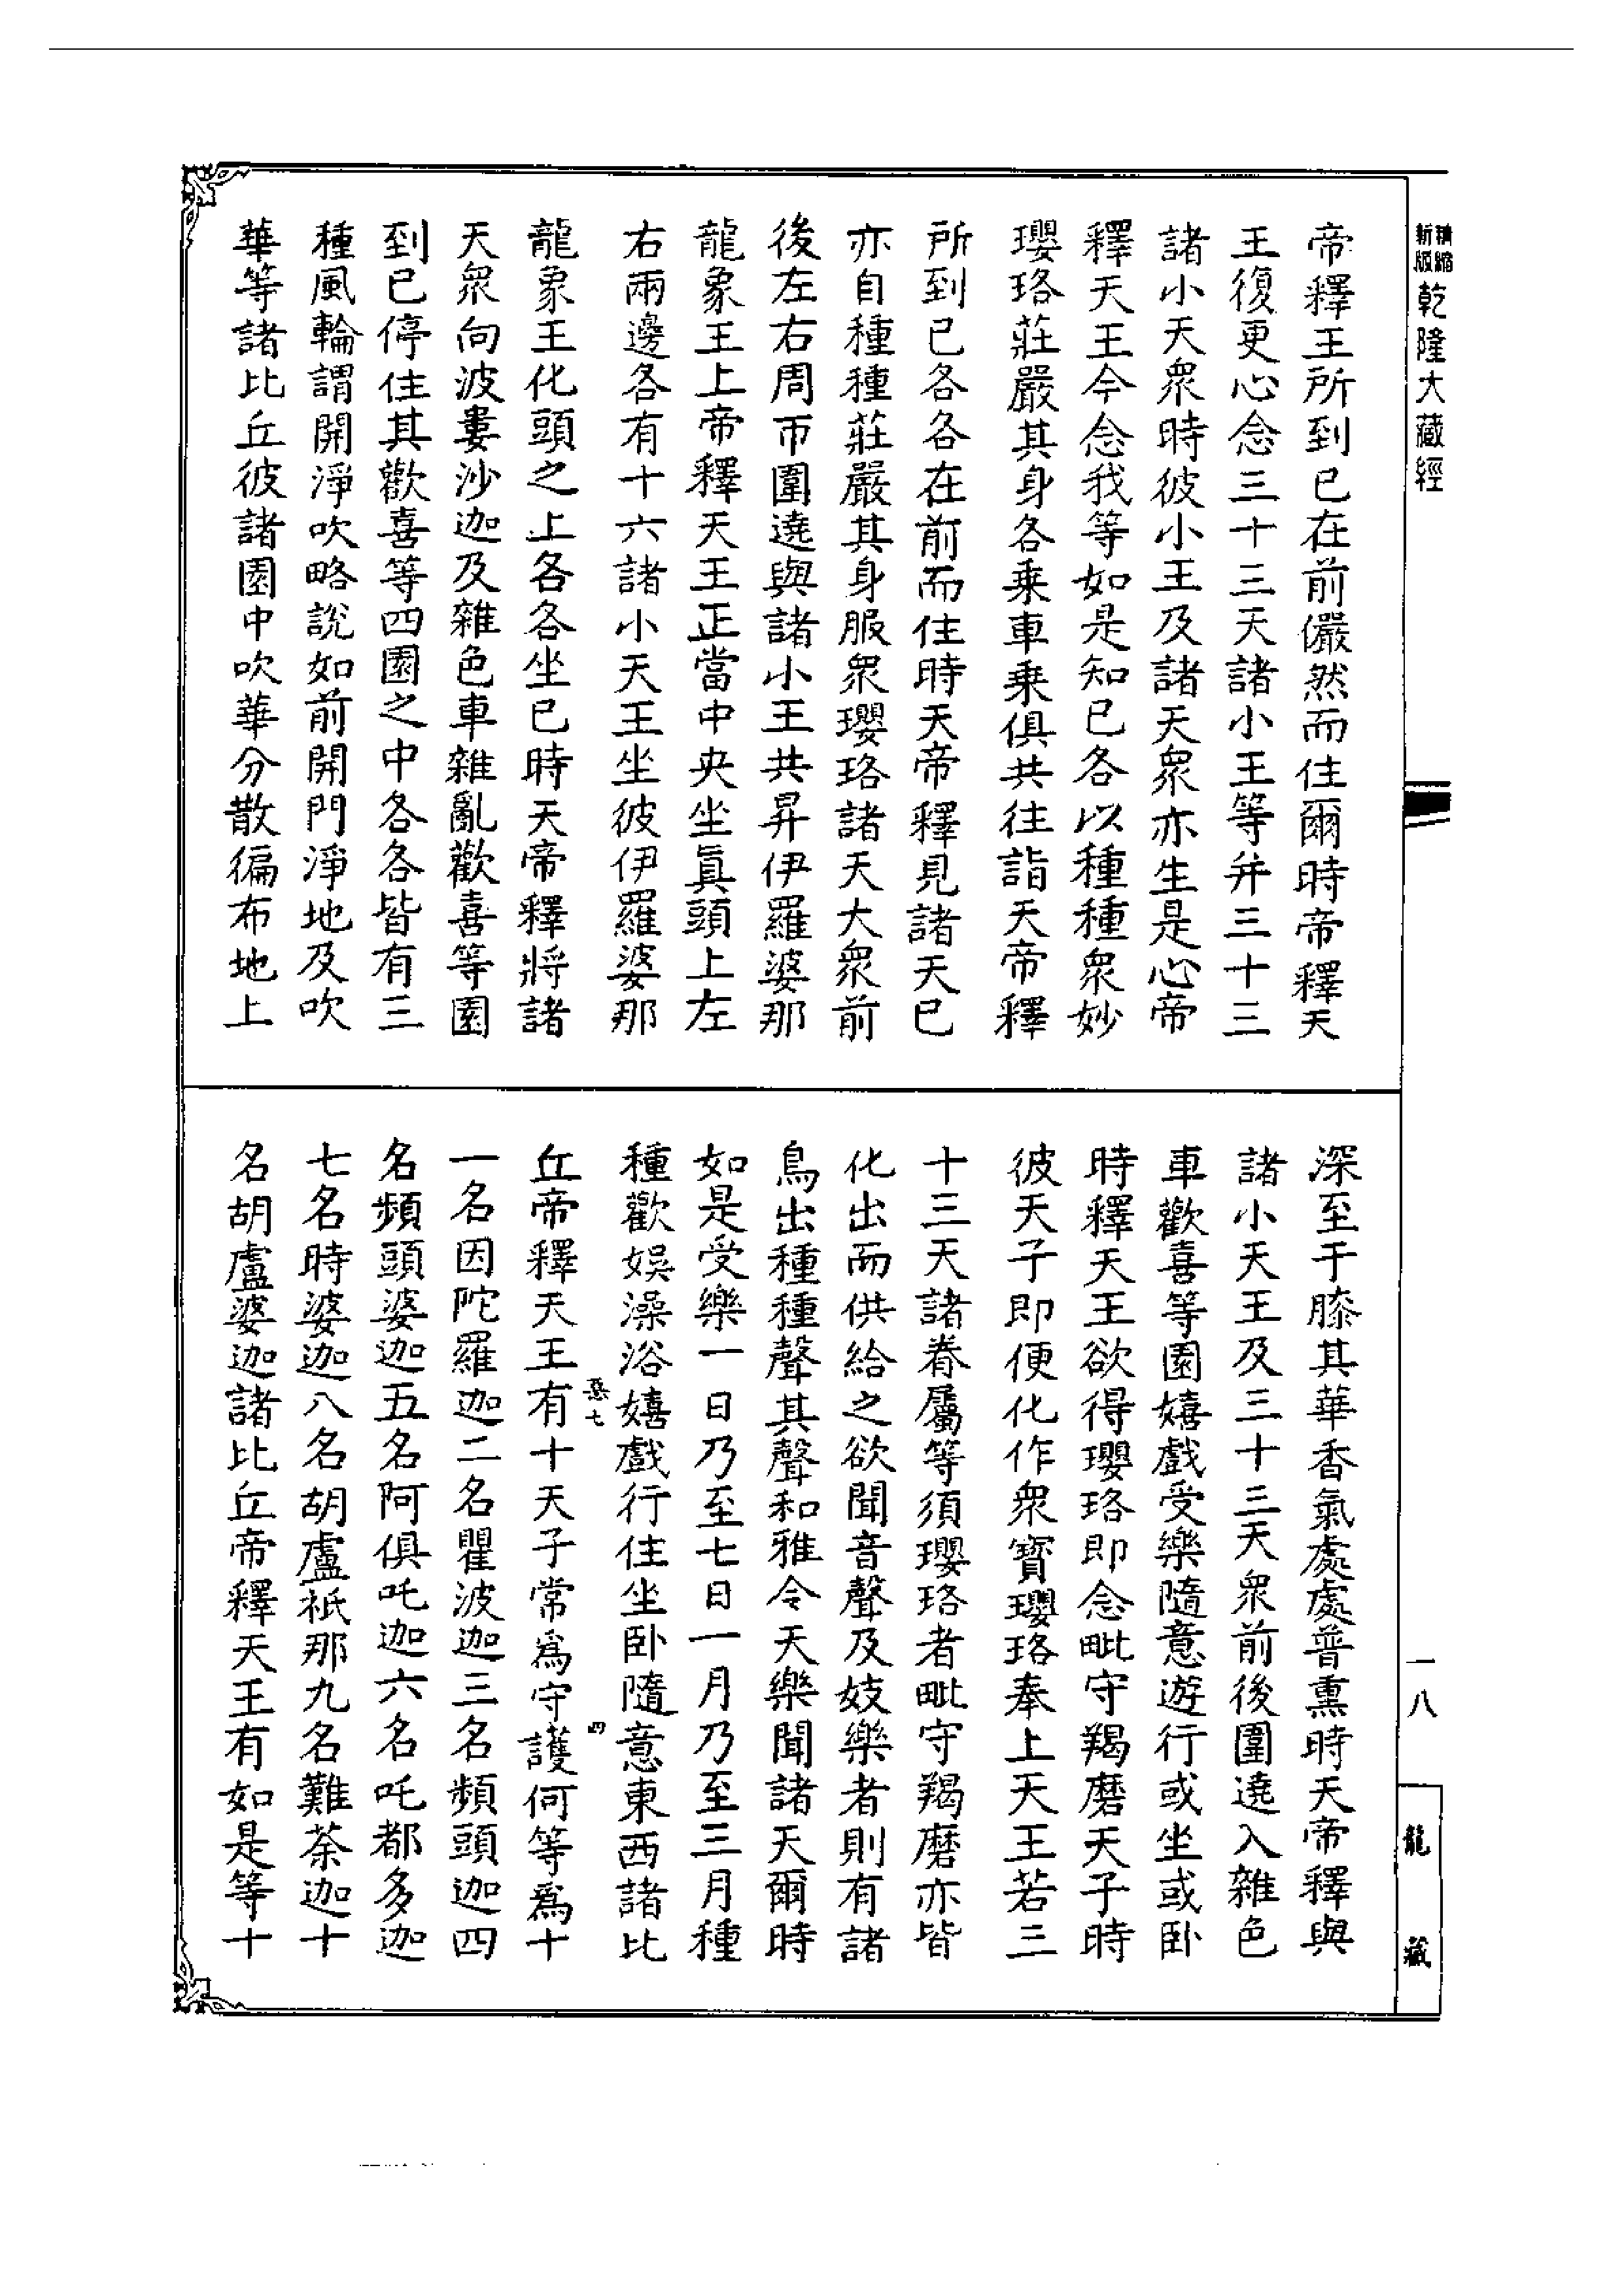 精縮
新版
乾隆大藏經
帝釋王所到已在前儼然而住爾時帝釋天
王復更心念三十三天諸小王等并三十三
諸小天衆時彼小王及諸天衆亦生是心帝
釋天王今念我等如是知已各以種種衆妙
瓔珞莊嚴其身各乘車乘俱共往詣天帝釋
所到已各各在前而住時天帝釋見諸天已
亦自種種莊嚴其身服衆瓔珞諸天大衆前
後左右周帀圍遶與諸小王共昇伊羅婆那
龍象王上帝釋天王正當中央坐眞頭上左
右兩邊各有十六諸小天王坐彼伊羅婆那
龍象王化頭之上各各坐已時天帝釋將諸
天衆向波婁沙迦及雜色車雜亂歡喜等園
到已停住其歡喜等四園之中各各皆有三
種風輪謂開淨吹略說如前開門淨地及吹
華等諸比丘彼諸園中吹華分散徧布地上
深至于膝其華香氣處處普熏時天帝釋與
諸小天王及三十三天衆前後圍遶入雜色
車歡喜等園嬉戲受樂隨意遊行或坐或臥
時釋天王欲得瓔珞即念毗守羯磨天子時
彼天子即便化作衆寶瓔珞奉上天王若三
十三天諸眷屬等須瓔珞者毗守羯磨亦皆
化出而供給之欲聞音聲及妓樂者則有諸
鳥出種種聲其聲和雅令天樂聞諸天爾時
如是受樂一日乃至七日一月乃至三月種
種歡娛澡浴嬉戲行住坐臥隨意東西諸比
惡七
四
丘帝釋天王有十天子常爲守護何等爲十
一名因陀羅迦二名瞿波迦三名頻頭迦四
名頻頭婆迦五名阿俱吒迦六名吒都多迦
七名時婆迦八名胡盧祇那九名難荼迦十
名胡盧婆迦諸比丘帝釋天王有如是等十
一八
龍藏